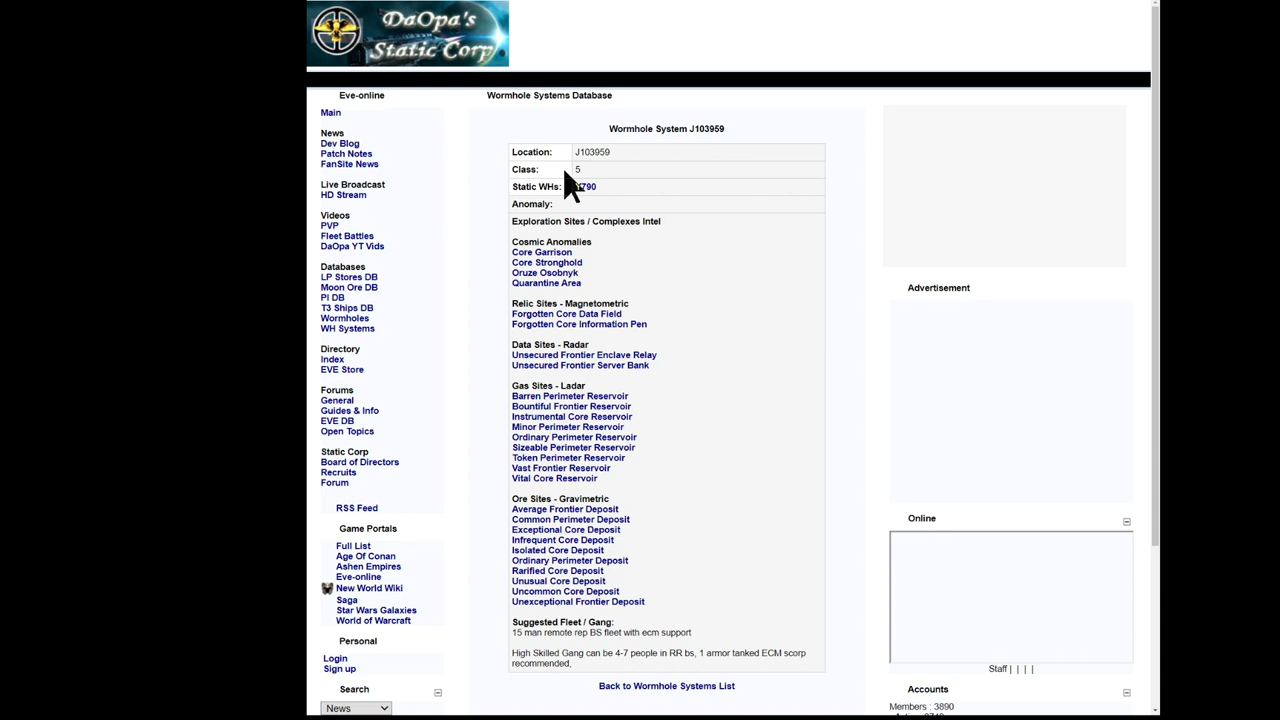 DaOpa's
Static Corp.
Eve-online
Main
News
Dev Blog
Patch Notes
FanSite News
Live Broadcast
HD Stream
Videos
PVP
Fleet Battles
DaOpa YT Vids
Databases
LP Stores DB
Moon Ore DB
PI DB
T3 Ships DB
Wormholes
WH Systems
Directory
Index
EVE Store
Forums
General
Guides & Info
EVE DB
Open Topics
Static Corp
Board of Directors
Recruits
Forum
RSS Feed
Game Portals
Full List
Age Of Conan
Ashen Empires
Eve-online
New World Wiki
Saga
Star Wars Galaxies
World of Warcraft
Personal
Login
Sign up
Search
News
Wormhole Systems Database
Wormhole System J103959
Location: J103959
Class: 5
Static WHs: 790
Anomaly:
Exploration Sites / Complexes Intel
Cosmic Anomalies
Core Garrison
Core Stronghold
Oruze Osobnyk
Quarantine Area
Relic Sites - Magnetometric
Forgotten Core Data Field
Forgotten Core Information Pen
Data Sites - Radar
Unsecured Frontier Enclave Relay
Unsecured Frontier Server Bank
Gas Sites - Ladar
Barren Perimeter Reservoir
Bountiful Frontier Reservoir
Instrumental Core Reservoir
Minor Perimeter Reservoir
Ordinary Perimeter Reservoir
Sizeable Perimeter Reservoir
Token Perimeter Reservoir
Vast Frontier Reservoir
Vital Core Reservoir
Ore Sites - Gravimetric
Average Frontier Deposit
Common Perimeter Deposit
Exceptional Core Deposit
Infrequent Core Deposit
Isolated Core Deposit
Ordinary Perimeter Deposit
Rarified Core Deposit
Unusual Core Deposit
Uncommon Core Deposit
Unexceptional Frontier Deposit
Suggested Fleet / Gang:
15 man remote rep BS fleet with ecm support
High Skilled Gang can be 4-7 people in RR bs, 1 armor tanked ECM scorp
recommended,
Back to Wormhole Systems List
Advertisement
Online
Staff | | | |
Accounts
Members : 3890